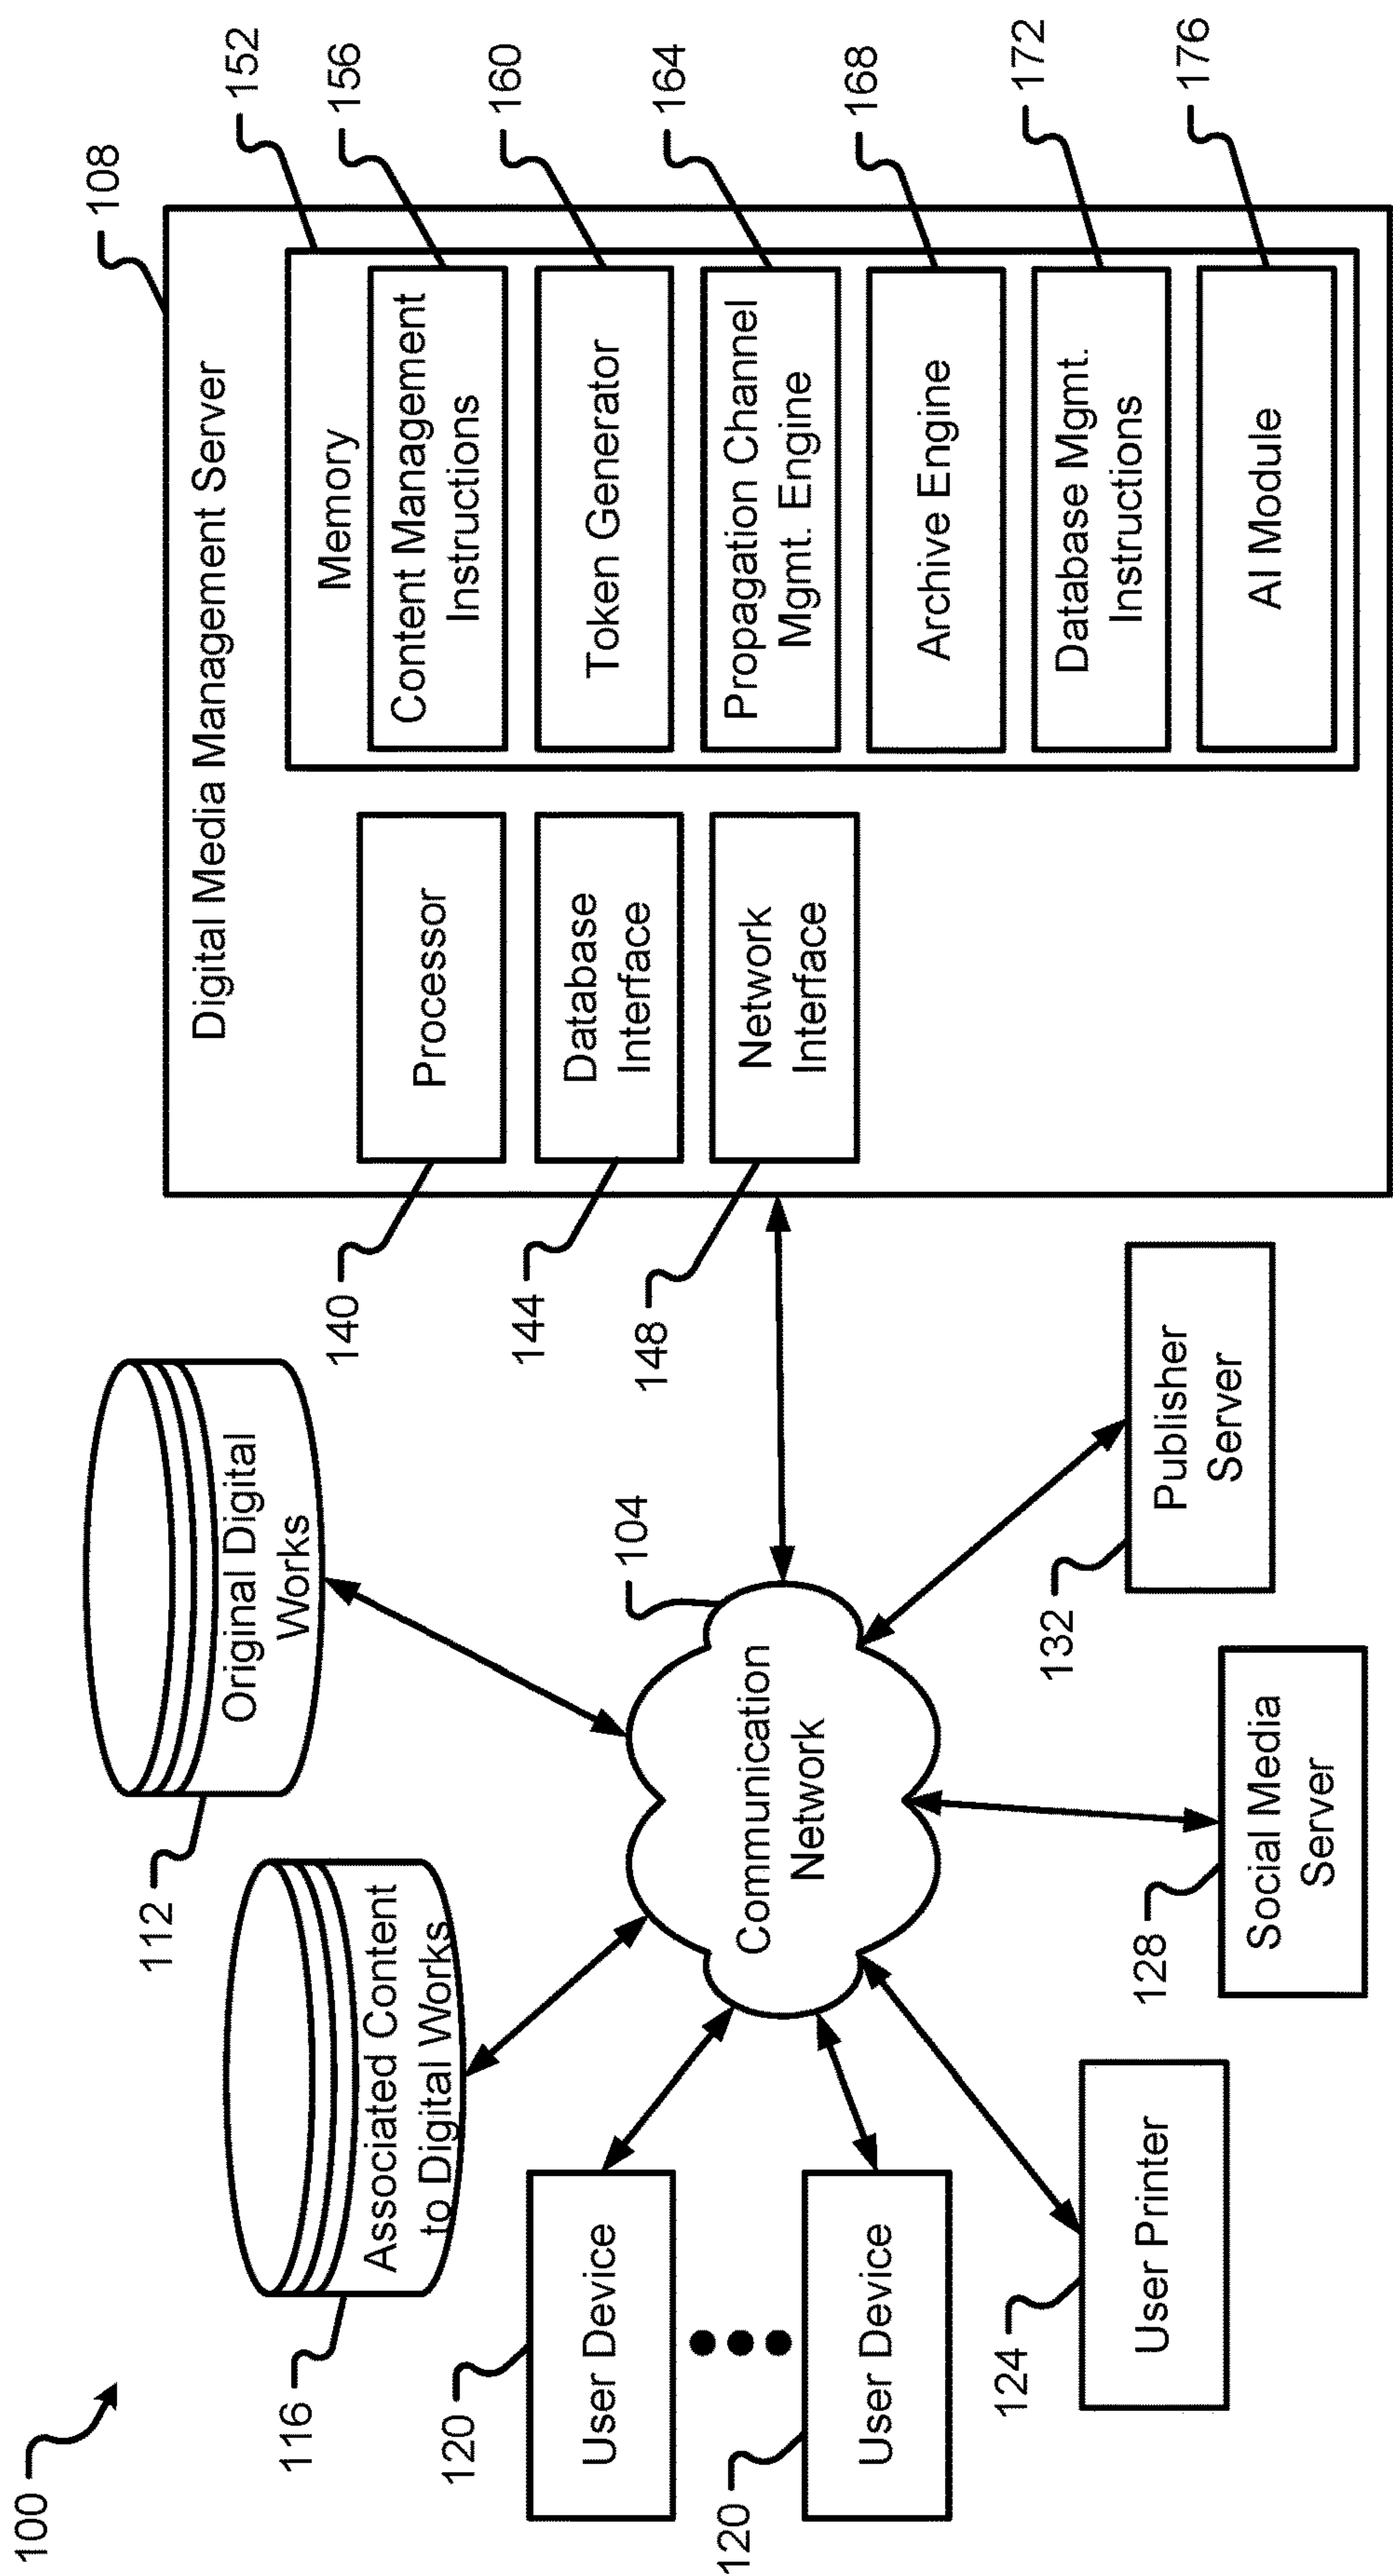 100
112
Original Digital
Works
116
Associated Content
to Digital Works
120
User Device
120
User Device
124
User Printer
128
Social Media
Server
132
Publisher
Server
104
Communication
Network
108
Digital Media Management Server
140
Processor
144
Database
Interface
148
Network
Interface
152
Memory
156
Content Management
Instructions
160
Token Generator
164
Propagation Channel
Mgmt. Engine
168
Archive Engine
172
Database Mgmt.
Instructions
176
AI Module